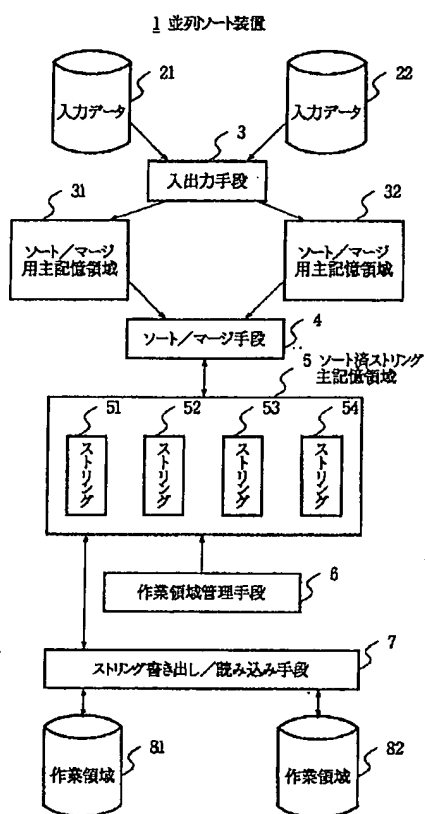 1 並列ソート装置
21
22
入力データ
入力データ
3
入出力手段
31
32
ソート/マージ
用主記憶領域
ソート/マージ
用主記憶領域
4
ソート/マージ手段
5 ソート済ストリング
主記憶領域
51
52
53
54
ストリング
ストリング
ストリング
ストリング
6
作業領域管理手段
7
ストリング書き出し/読み込み手段
81
82
作業領域
作業領域